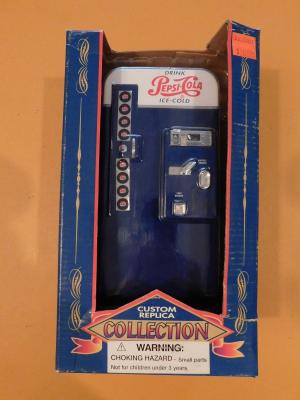 DRINK
PEPSI-COLA
ICE-COLD
CUSTOM
REPLICA
COLLECTION
WARNING:
CHOKING HAZARD - Small parts
Not for children under 3 years.